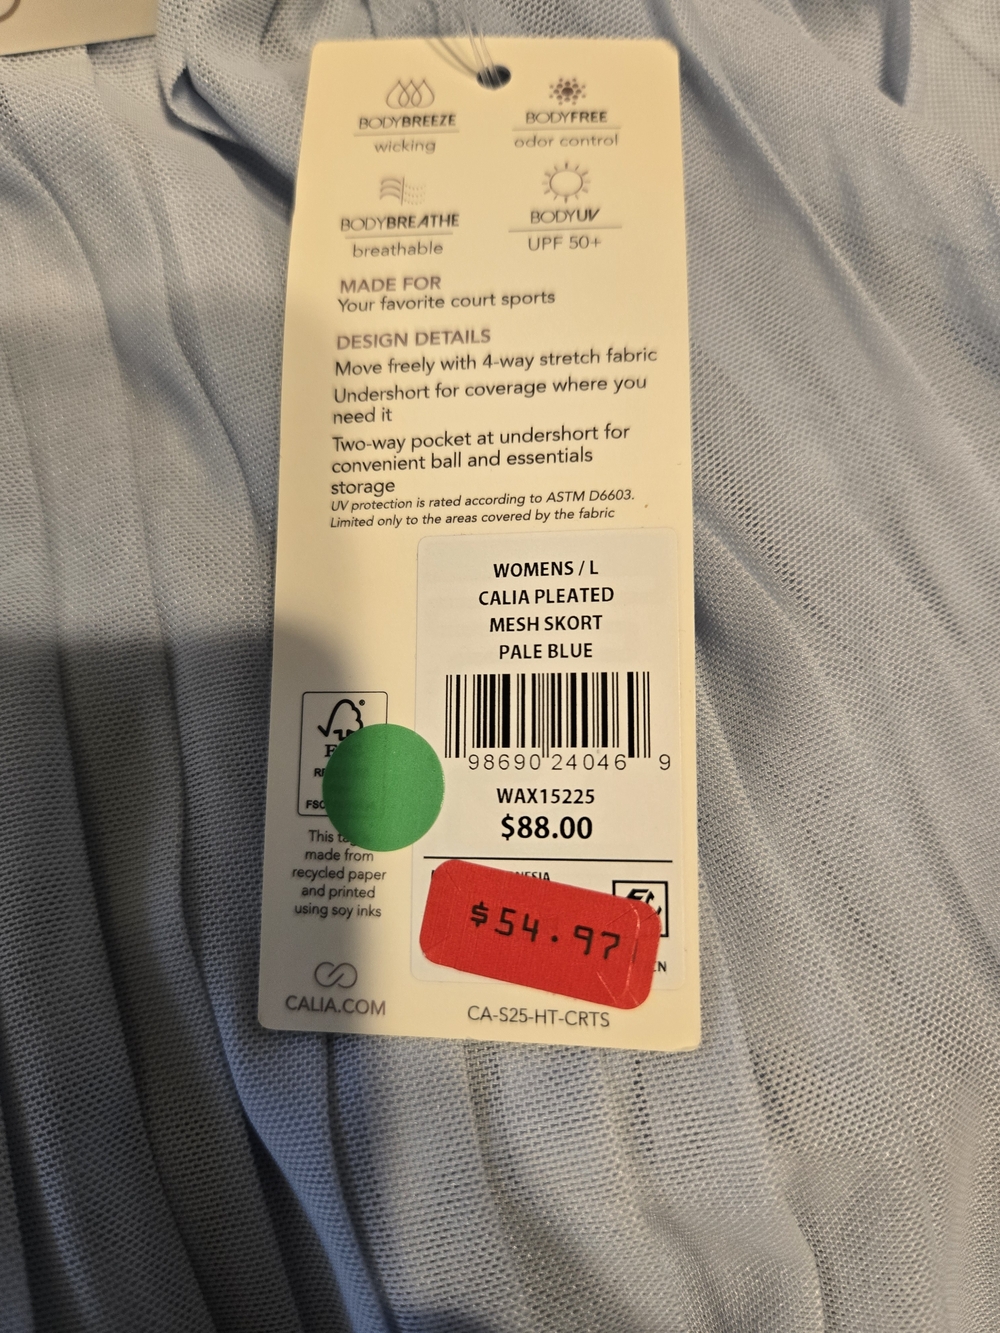 BODYBREEZE
wicking
BODYFREE
odor control
BODYBREATHE
breathable
BODYUV
UPF 50+
MADE FOR
Your favorite court sports
DESIGN DETAILS
Move freely with 4-way stretch fabric
Undershort for coverage where you
need it
Two-way pocket at undershort for
convenient ball and essentials
storage
UV protection is rated according to ASTM D6603.
Limited only to the areas covered by the fabric
WOMENS / L
CALIA PLEATED
MESH SKORT
PALE BLUE
98690 24046 9
WAX15225
$88.00
$54.97
This
made from
recycled paper
and printed
using soy inks
CALIA.COM
CA-S25-HT-CRTS